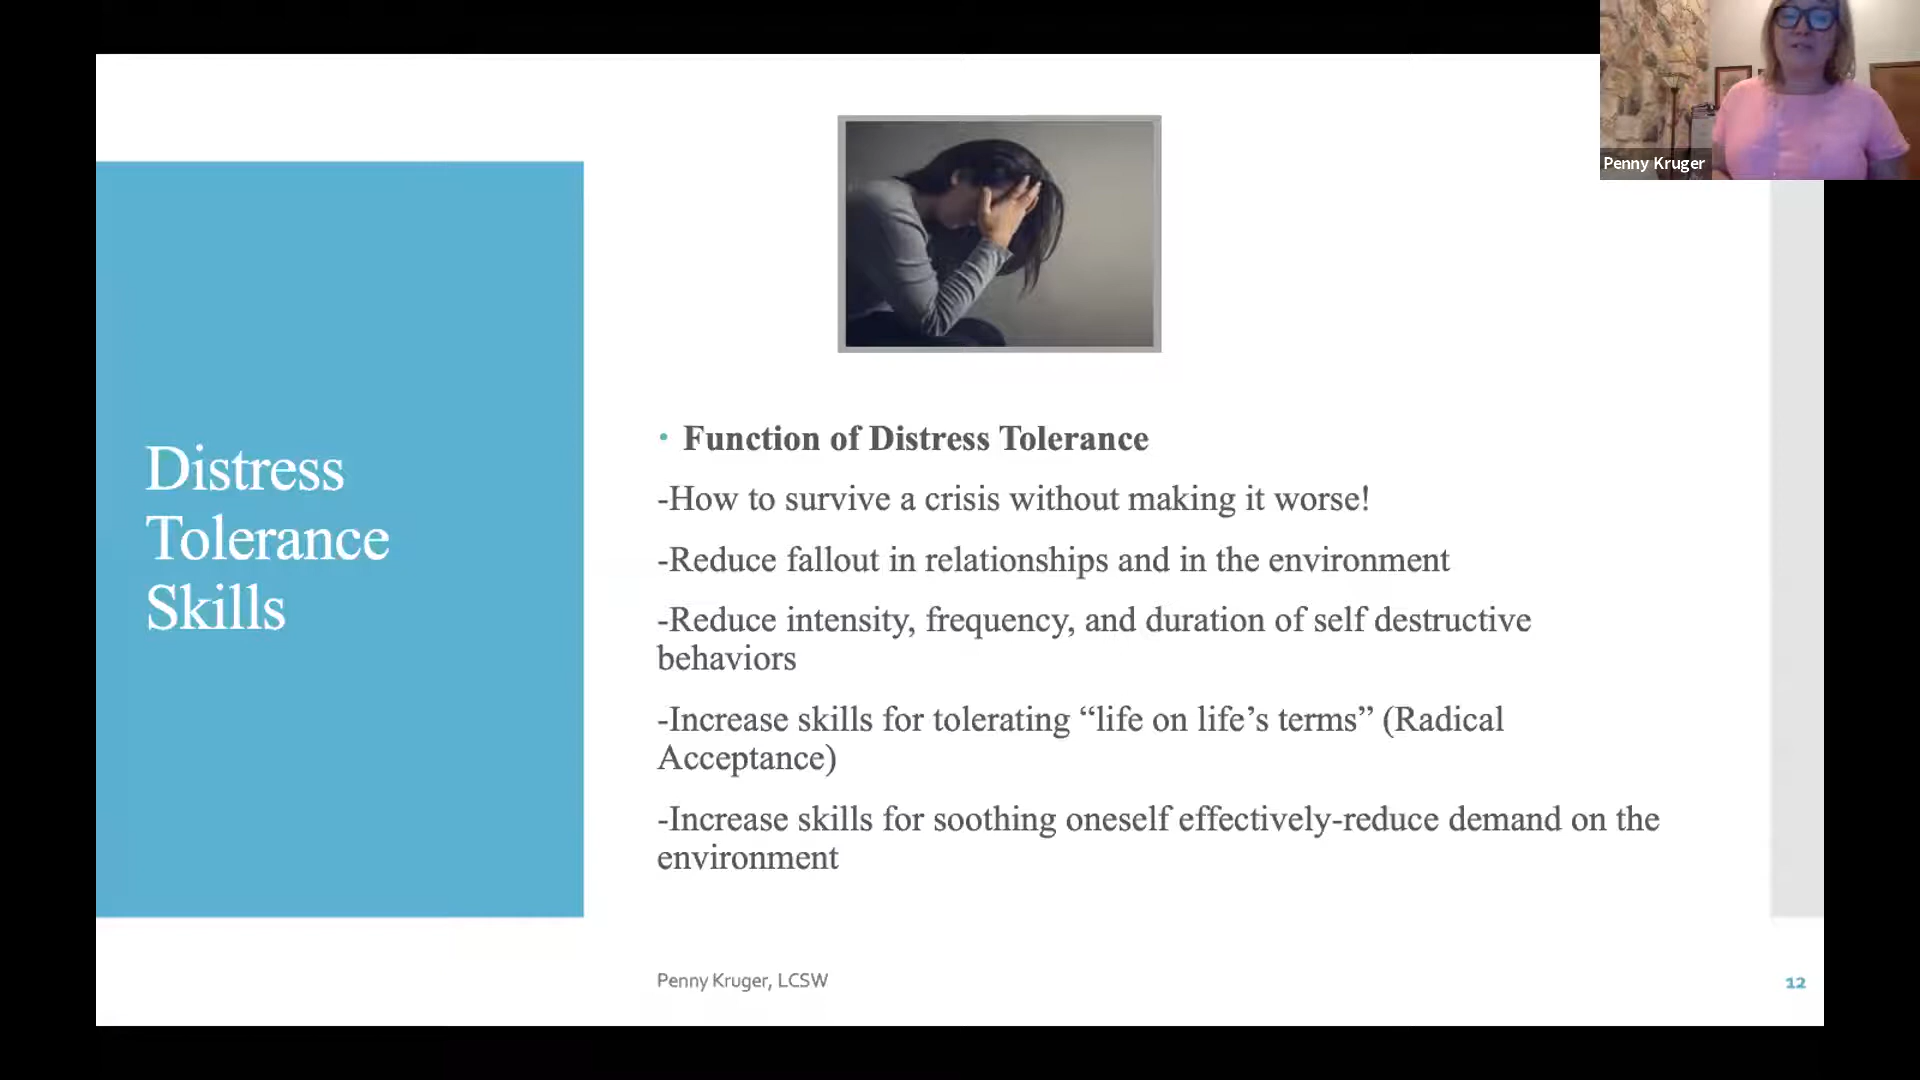 Penny Kruger
Distress
Tolerance
Skills
• Function of Distress Tolerance
-How to survive a crisis without making it worse!
-Reduce fallout in relationships and in the environment
-Reduce intensity, frequency, and duration of self destructive
behaviors
-Increase skills for tolerating “life on life’s terms” (Radical
Acceptance)
-Increase skills for soothing oneself effectively-reduce demand on the
environment
Penny Kruger, LCSW
12